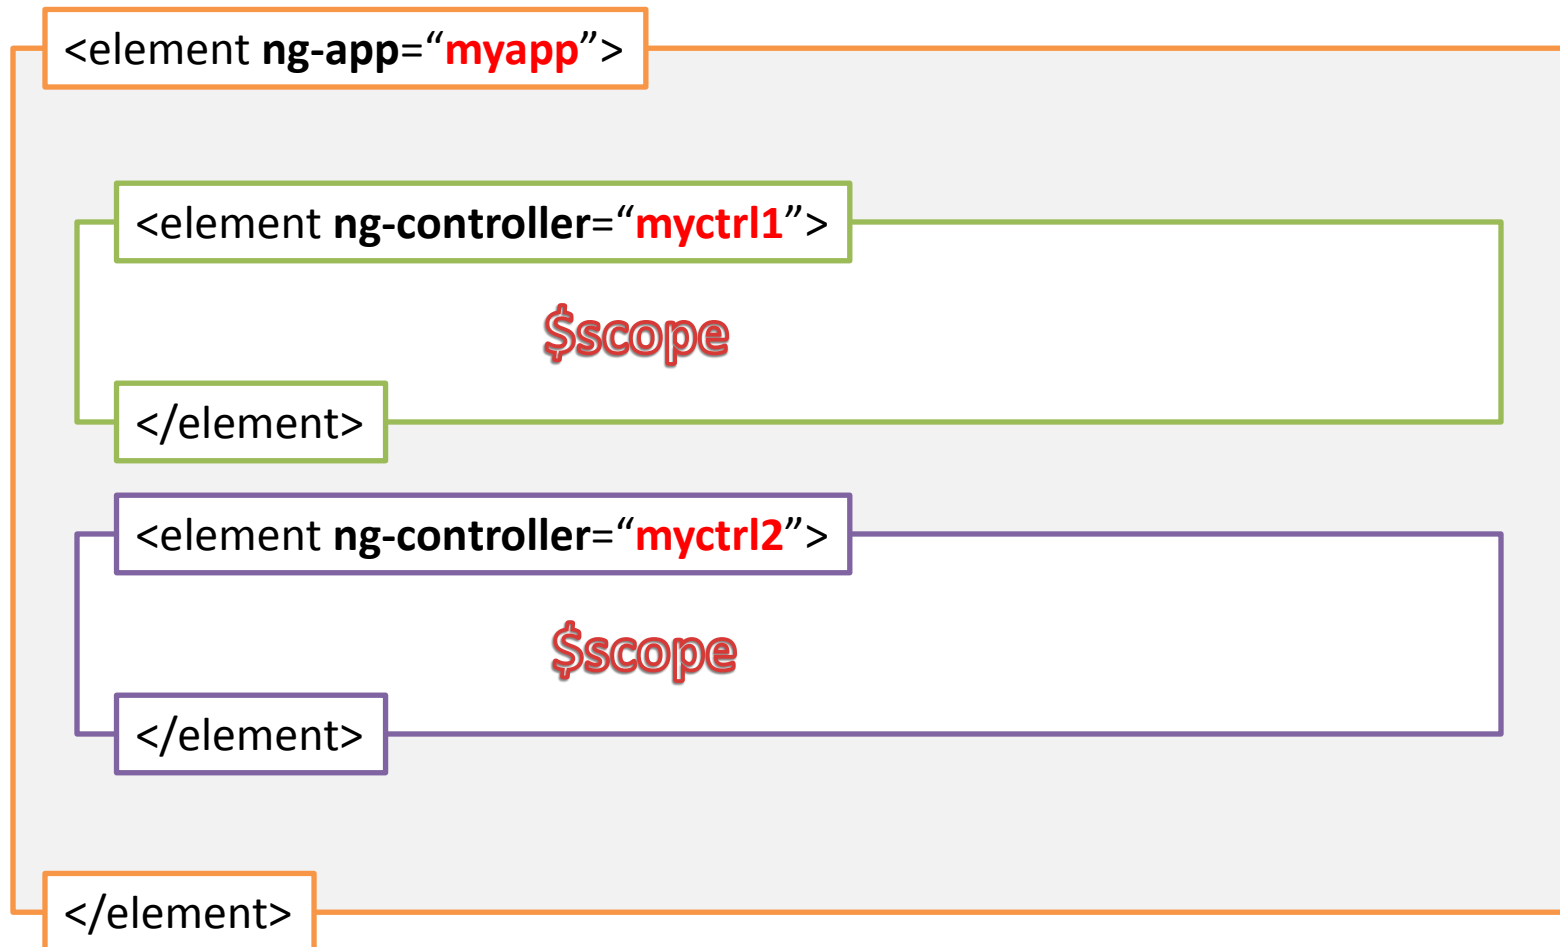 <element ng-app=“myapp”>
<element ng-controller=“myctrl1”>
$scope
</element>
<element ng-controller=“myctrl2”>
$scope
</element>
</element>